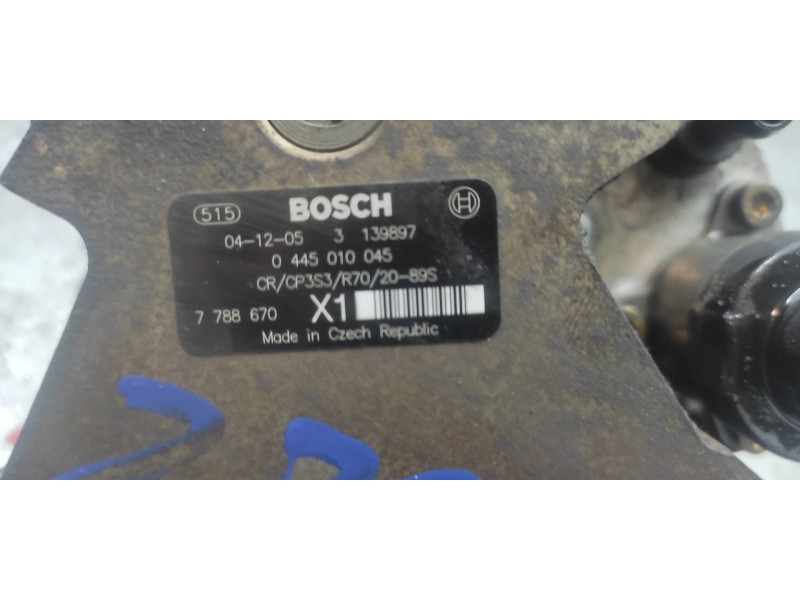 515 BOSCH
04-12-05 3 139897
0 445 010 045
CR/CP3S3/R70/20-89S
7 788 670 X1
Made in Czech Republic